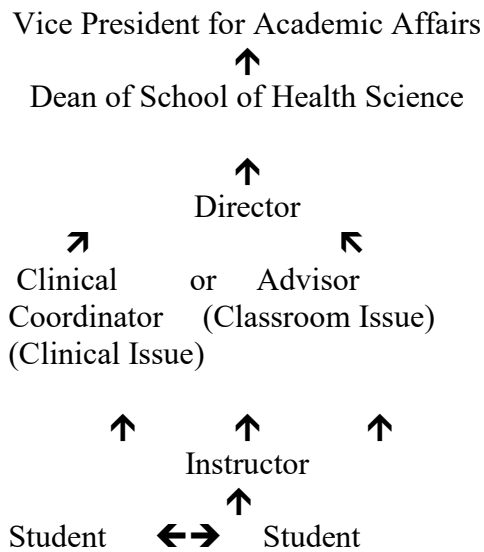 Vice President for Academic Affairs
↑
Dean of School of Health Science
↑
Director
↗ ↖
Clinical or Advisor
Coordinator (Classroom Issue)
(Clinical Issue)
↑ ↑ ↑
Instructor
↑
Student ←→ Student